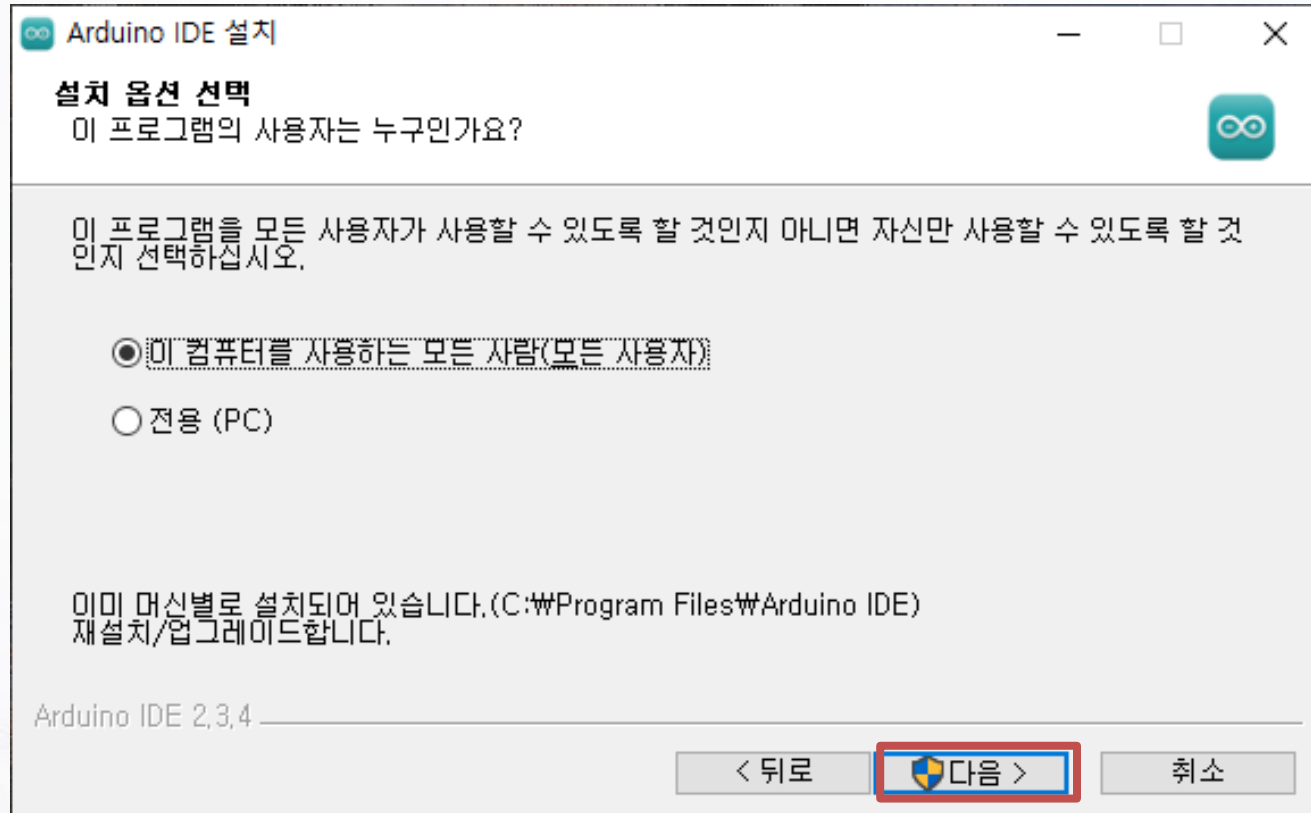 Arduino IDE 설치
설치 옵션 선택
이 프로그램의 사용자는 누구인가요?
이 프로그램을 모든 사용자가 사용할 수 있도록 할 것인지 아니면 자신만 사용할 수 있도록 할 것
인지 선택하십시오.
이 컴퓨터를 사용하는 모든 사람(모든 사용자)
전용 (PC)
이미 머신별로 설치되어 있습니다.(C:₩Program Files₩Arduino IDE)
재설치/업그레이드합니다.
Arduino IDE 2.3.4
< 뒤로
다음 >
취소